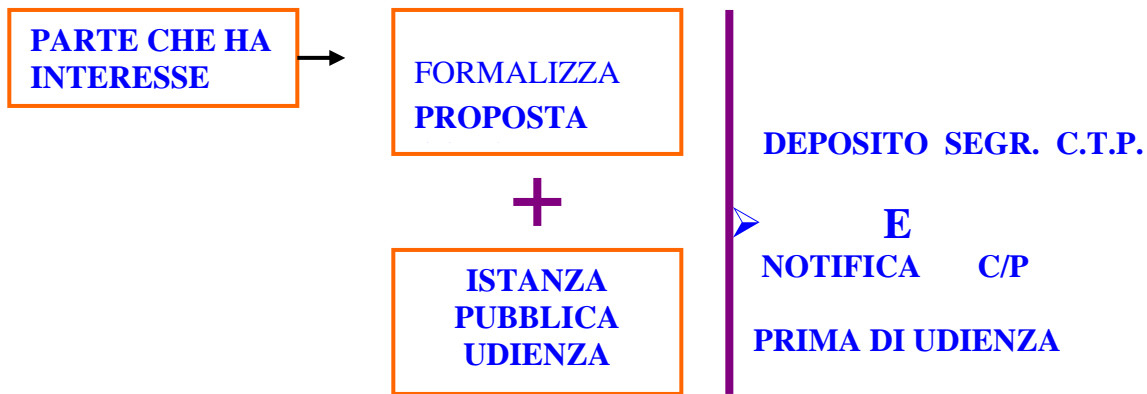 PARTE CHE HA
INTERESSE
FORMALIZZA
PROPOSTA
+
ISTANZA
PUBBLICA
UDIENZA
DEPOSITO SEGR. C.T.P.
E
NOTIFICA C/P
PRIMA DI UDIENZA